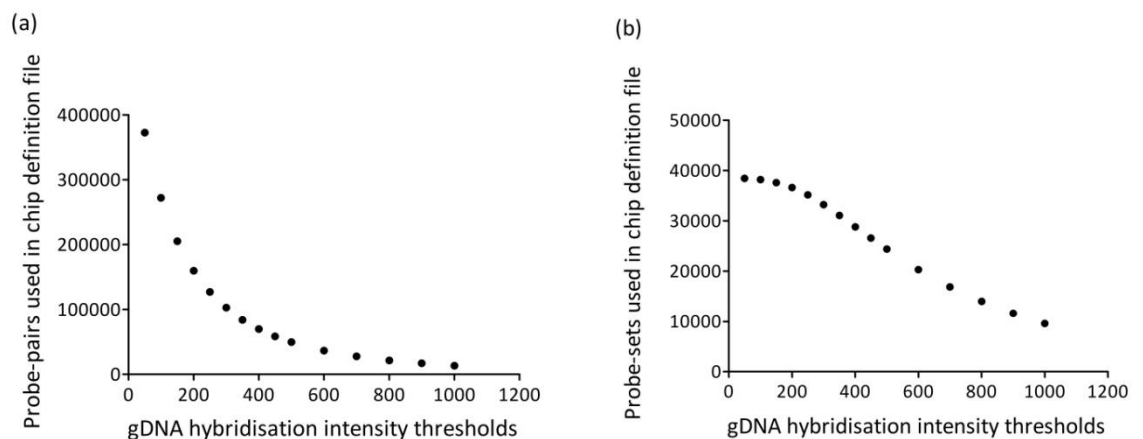 (a)
Probe-pairs used in chip definition file
400000
300000
200000
100000
0
0 200 400 600 800 1000 1200
gDNA hybridisation intensity thresholds
(b)
Probe-sets used in chip definition file
50000
40000
30000
20000
10000
0
0 200 400 600 800 1000 1200
gDNA hybridisation intensity thresholds